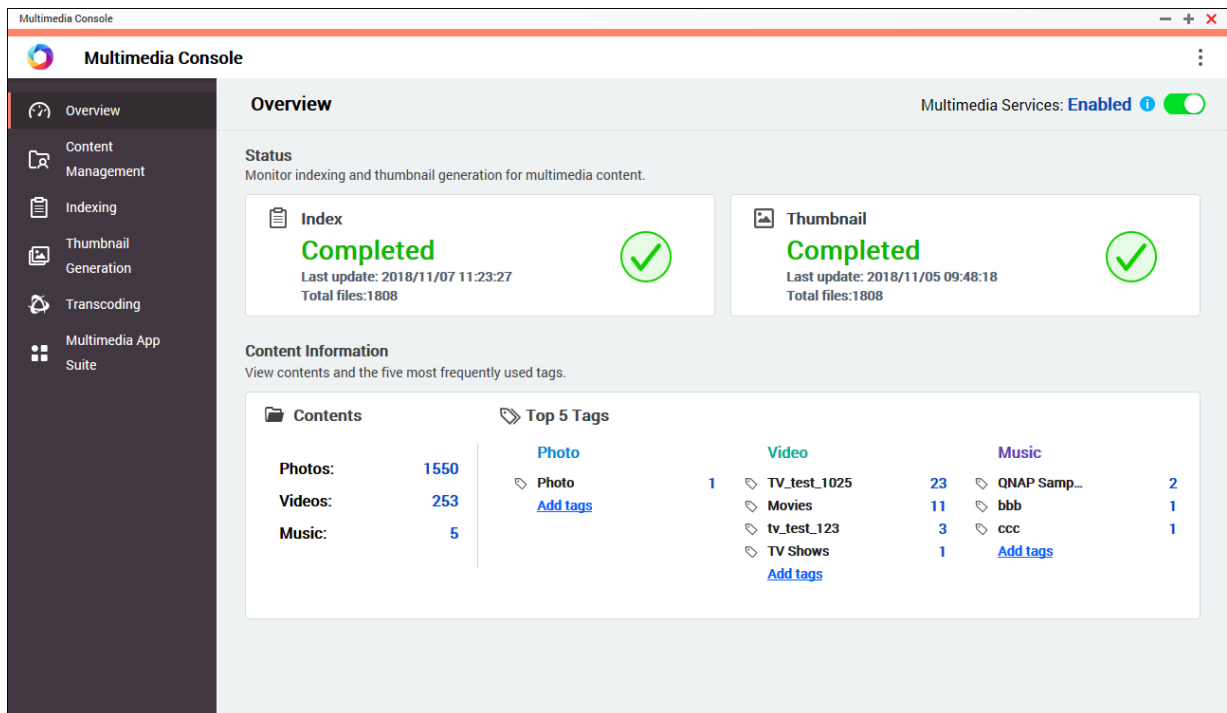 Multimedia Console
Multimedia Console
Overview
Content
Management
Indexing
Thumbnail
Generation
Transcoding
Multimedia App
Suite
Overview
Multimedia Services: Enabled
Status
Monitor indexing and thumbnail generation for multimedia content.
Index
Completed
Last update: 2018/11/07 11:23:27
Total files:1808
Thumbnail
Completed
Last update: 2018/11/05 09:48:18
Total files:1808
Content Information
View contents and the five most frequently used tags.
Contents
Photos: 1550
Videos: 253
Music: 5
Top 5 Tags
Photo
Photo 1
Add tags
Video
TV_test_1025 23
Movies 11
tv_test_123 3
TV Shows 1
Add tags
Music
QNAP Samp... 2
bbb 1
ccc 1
Add tags